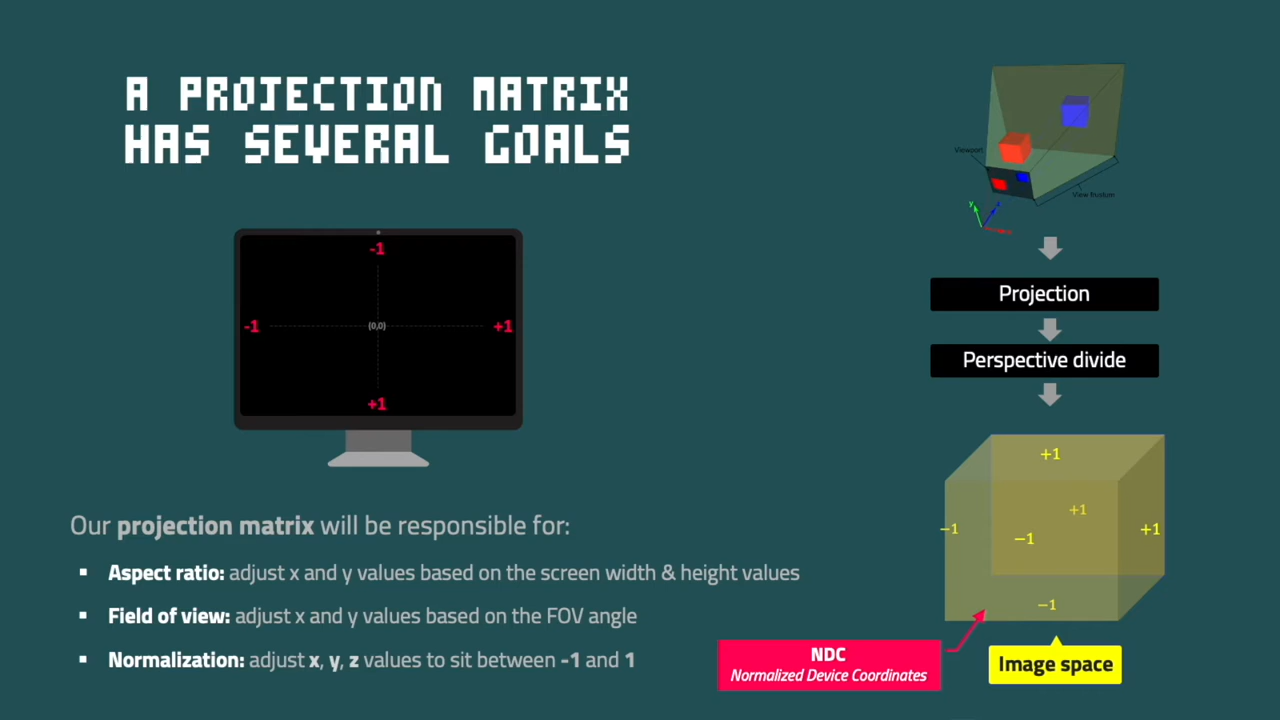 A PROJECTION MATRIX
HAS SEVERAL GOALS
-1
-1
(0,0)
+1
+1
Our projection matrix will be responsible for:
▪ Aspect ratio: adjust x and y values based on the screen width & height values
▪ Field of view: adjust x and y values based on the FOV angle
▪ Normalization: adjust x, y, z values to sit between -1 and 1
Viewport
View frustum
y
z
x
Projection
Perspective divide
+1
+1
−1
−1
+1
−1
NDC
Normalized Device Coordinates
Image space